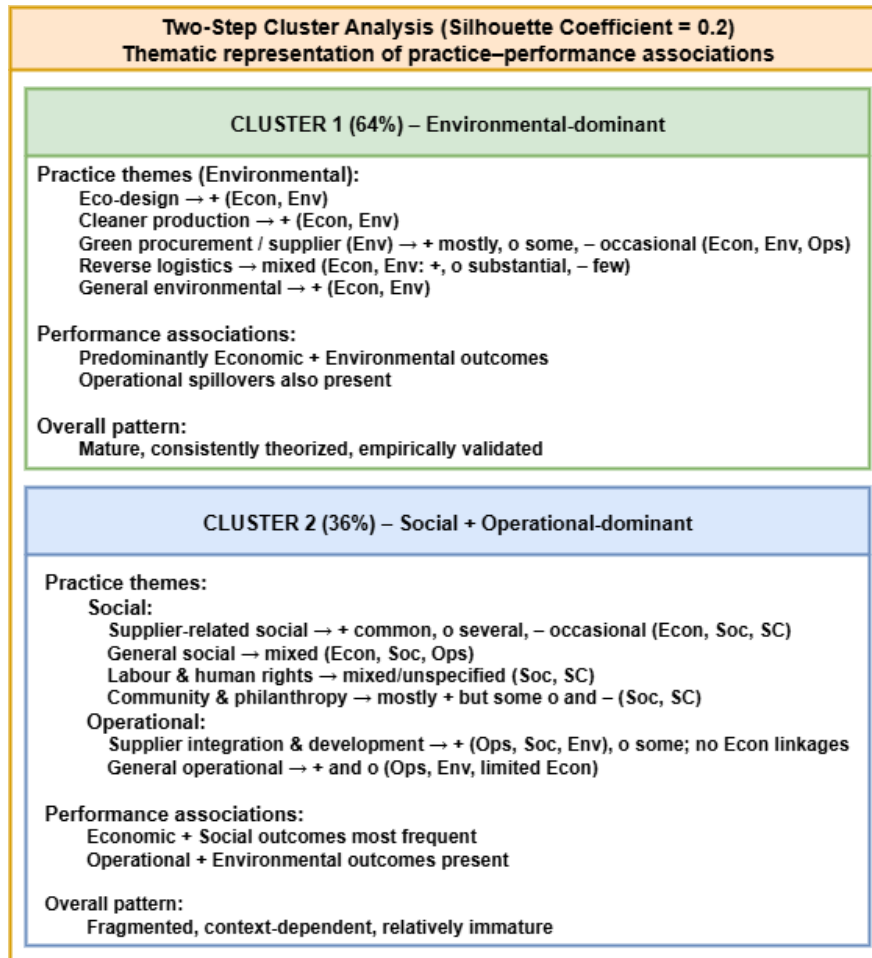 Two-Step Cluster Analysis (Silhouette Coefficient = 0.2)
Thematic representation of practice–performance associations
CLUSTER 1 (64%) – Environmental-dominant
Practice themes (Environmental):
Eco-design → + (Econ, Env)
Cleaner production → + (Econ, Env)
Green procurement / supplier (Env) → + mostly, o some, – occasional (Econ, Env, Ops)
Reverse logistics → mixed (Econ, Env: +, o substantial, – few)
General environmental → + (Econ, Env)
Performance associations:
Predominantly Economic + Environmental outcomes
Operational spillovers also present
Overall pattern:
Mature, consistently theorized, empirically validated
CLUSTER 2 (36%) – Social + Operational-dominant
Practice themes:
Social:
Supplier-related social → + common, o several, – occasional (Econ, Soc, SC)
General social → mixed (Econ, Soc, Ops)
Labour & human rights → mixed/unspecified (Soc, SC)
Community & philanthropy → mostly + but some o and – (Soc, SC)
Operational:
Supplier integration & development → + (Ops, Soc, Env), o some; no Econ linkages
General operational → + and o (Ops, Env, limited Econ)
Performance associations:
Economic + Social outcomes most frequent
Operational + Environmental outcomes present
Overall pattern:
Fragmented, context-dependent, relatively immature